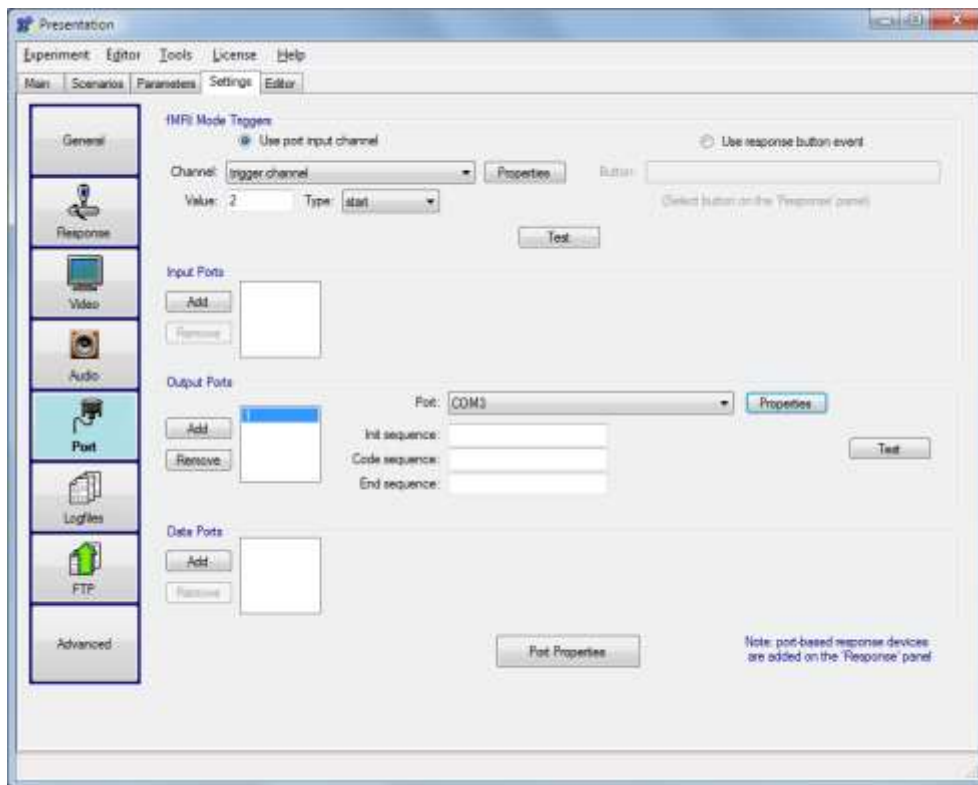 Presentation
Experiment Editor Tools License Help
Main Scenarios Parameters Settings Editor
General
Response
Video
Audio
Port
Logfiles
FTP
Advanced
fMRI Mode Triggers
Use port input channel
Use response button event
Channel: trigger channel Properties Button:
Value: 2 Type: start
(Select button on the 'Response' panel)
Test
Input Ports
Add
Remove
Output Ports
1
Add
Remove
Port: COM3 Properties
Init sequence:
Code sequence:
End sequence:
Test
Data Ports
Add
Remove
Port Properties
Note: port-based response devices
are added on the 'Response' panel